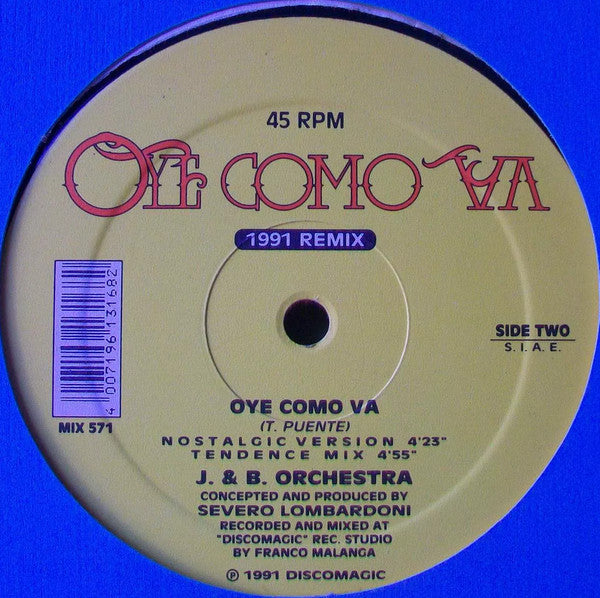 45 RPM
OYE COMO VA
1991 REMIX
4 007196 131682
MIX 571
SIDE TWO
S. I. A. E.
OYE COMO VA
(T. PUENTE)
NOSTALGIC VERSION 4'23"
TENDENCE MIX 4'55"
J. & B. ORCHESTRA
CONCEPTED AND PRODUCED BY
SEVERO LOMBARDONI
RECORDED AND MIXED AT
"DISCOMAGIC" REC. STUDIO
BY FRANCO MALANGA
℗ 1991 DISCOMAGIC